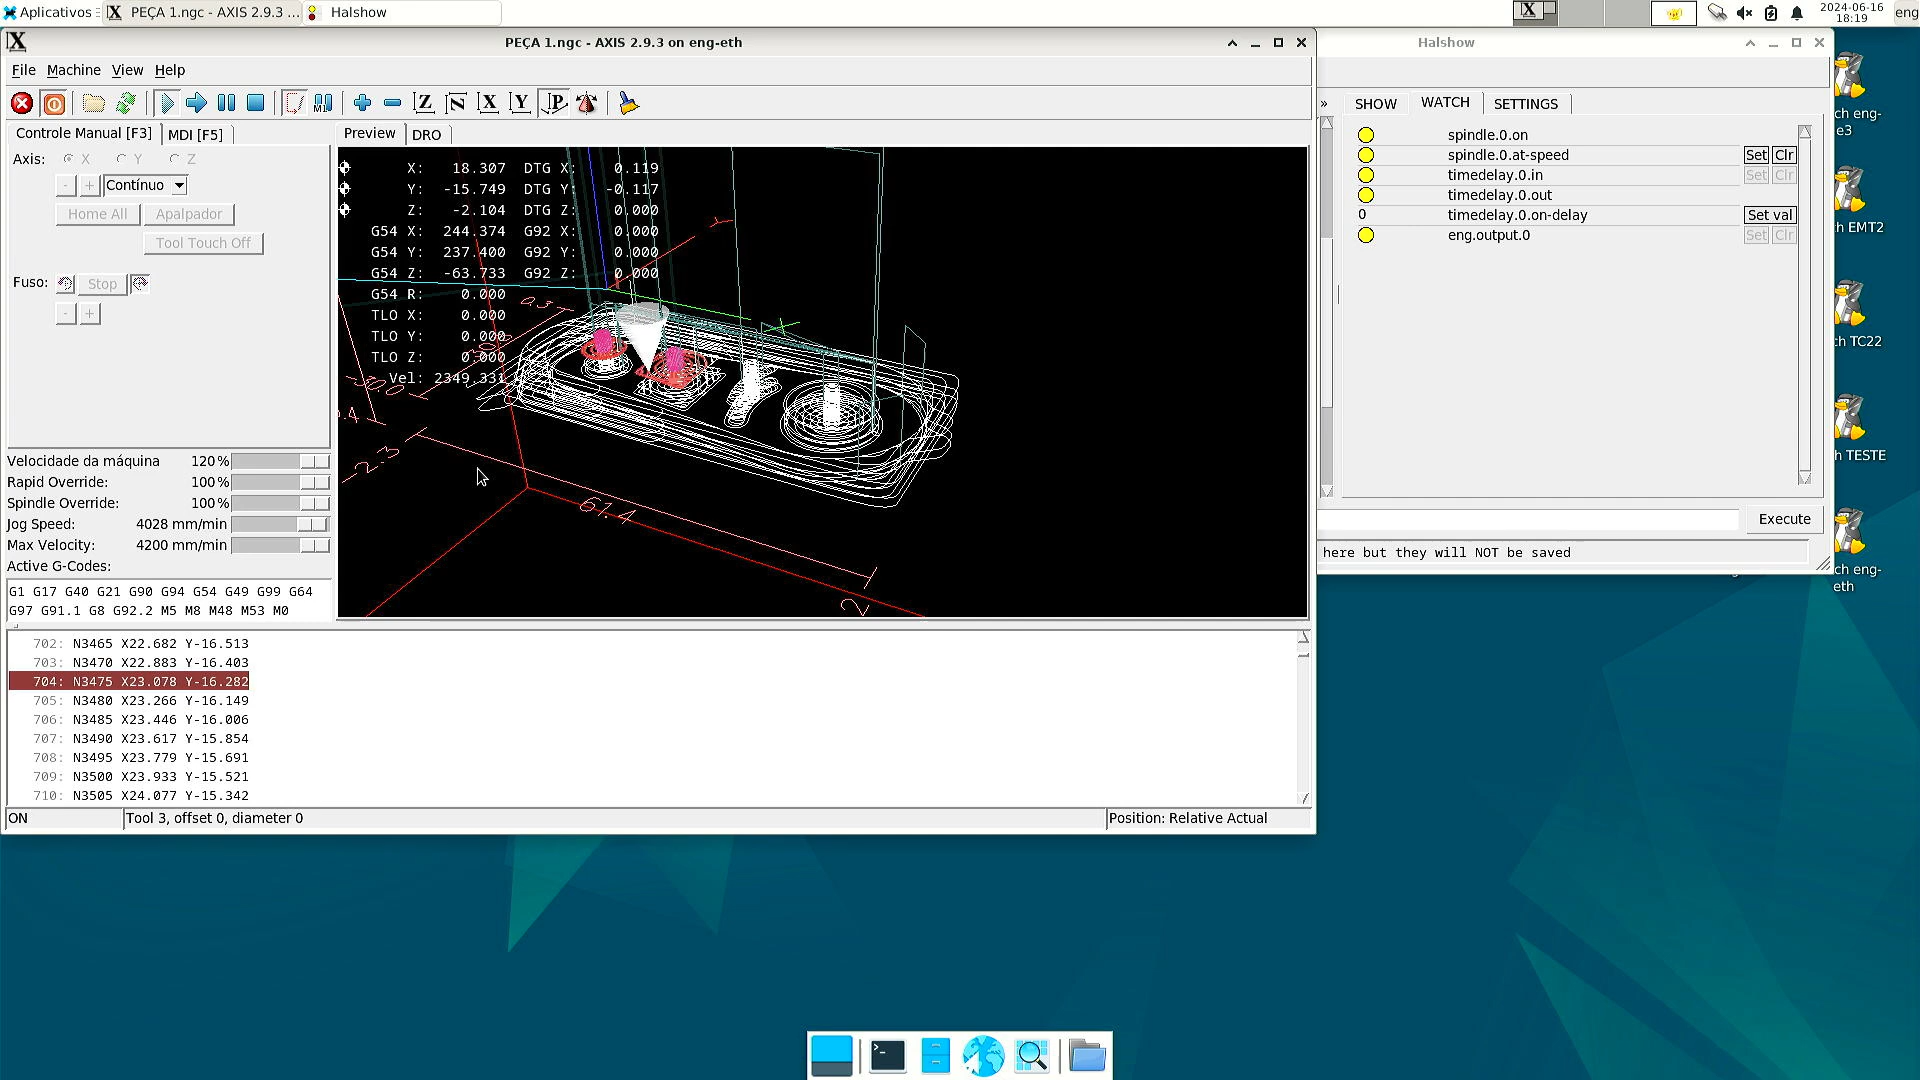 Aplicativos
PEÇA 1.ngc - AXIS 2.9.3 ...
Halshow
2024-06-16
18:19
eng
PEÇA 1.ngc - AXIS 2.9.3 on eng-eth
File Machine View Help
Controle Manual [F3]
MDI [F5]
Axis: X Y Z
- + Contínuo
Home All Apalpador
Tool Touch Off
Fuso: Stop
- +
Velocidade da máquina 120%
Rapid Override: 100%
Spindle Override: 100%
Jog Speed: 4028 mm/min
Max Velocity: 4200 mm/min
Active G-Codes:
G1 G17 G40 G21 G90 G94 G54 G49 G99 G64
G97 G91.1 G8 G92.2 M5 M8 M48 M53 M0
Preview DRO
X: 18.307 DTG X: 0.119
Y: -15.749 DTG Y: -0.117
Z: -2.104 DTG Z: 0.000
G54 X: 244.374 G92 X: 0.000
G54 Y: 237.400 G92 Y: 0.000
G54 Z: -63.733 G92 Z: 0.000
G54 R: 0.000
TLO X: 0.000
TLO Y: 0.000
TLO Z: 0.000
Vel: 2349.331
0.3
-2.3
61.4
702: N3465 X22.682 Y-16.513
703: N3470 X22.883 Y-16.403
704: N3475 X23.078 Y-16.282
705: N3480 X23.266 Y-16.149
706: N3485 X23.446 Y-16.006
707: N3490 X23.617 Y-15.854
708: N3495 X23.779 Y-15.691
709: N3500 X23.933 Y-15.521
710: N3505 X24.077 Y-15.342
ON
Tool 3, offset 0, diameter 0
Position: Relative Actual
Halshow
» SHOW WATCH SETTINGS
spindle.0.on
spindle.0.at-speed Set Clr
timedelay.0.in Set Clr
timedelay.0.out
0 timedelay.0.on-delay Set val
eng.output.0 Set Clr
Execute
here but they will NOT be saved
ch eng-
e3
h EMT2
ch TC22
h TESTE
ch eng-
eth